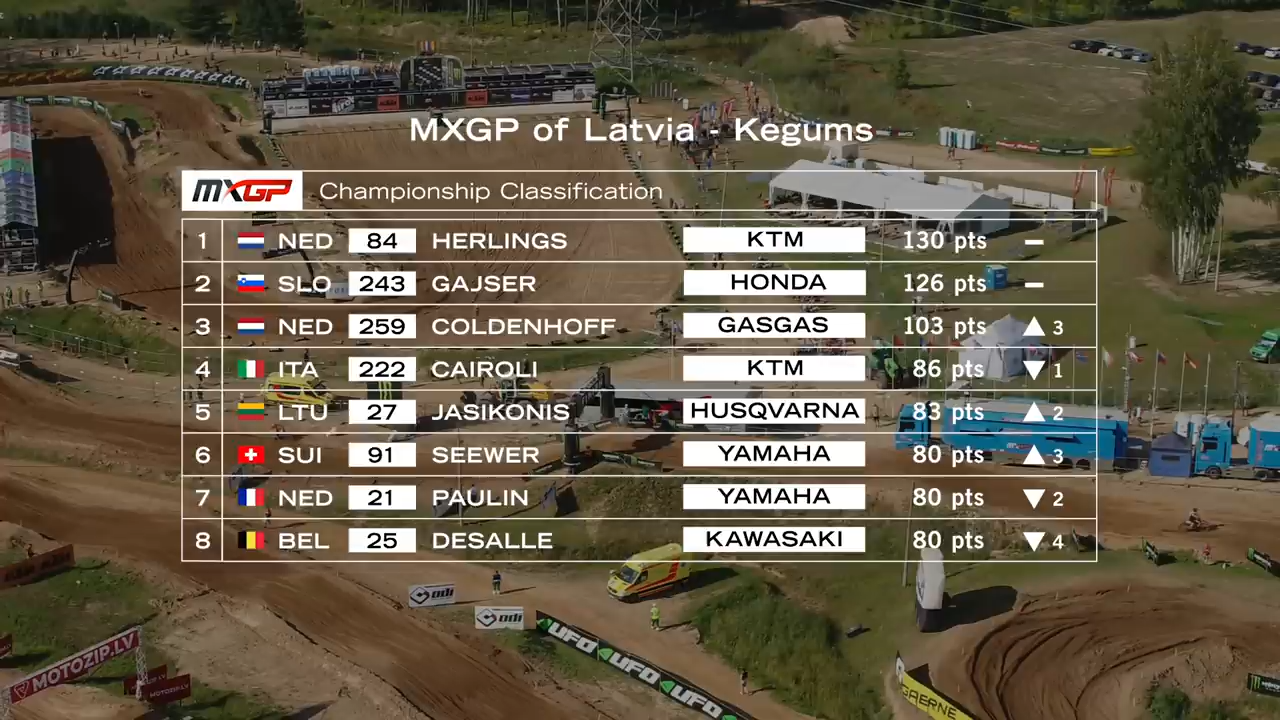 MXGP of Latvia - Kegums
MXGP Championship Classification
1 NED 84 HERLINGS KTM 130 pts
2 SLO 243 GAJSER HONDA 126 pts
3 NED 259 COLDENHOFF GASGAS 103 pts 3
4 ITA 222 CAIROLI KTM 86 pts 1
5 LTU 27 JASIKONIS HUSQVARNA 83 pts 2
6 SUI 91 SEEWER YAMAHA 80 pts 3
7 NED 21 PAULIN YAMAHA 80 pts 2
8 BEL 25 DESALLE KAWASAKI 80 pts 4
odi
odi
UFO UFO UFO
MOTOZIP.LV
GAERNE